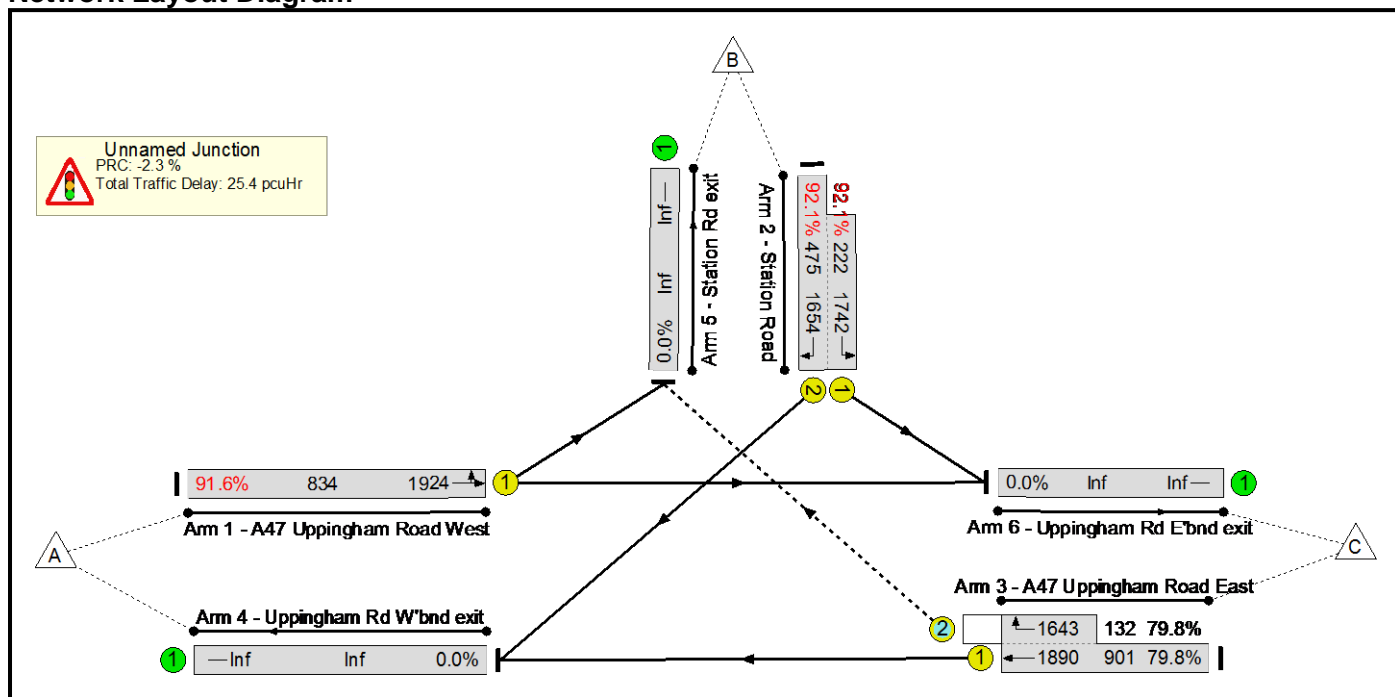 Network Layout Diagram
B
Unnamed Junction
PRC: -2.3 %
Total Traffic Delay: 25.4 pcuHr
1
Arm 5 - Station Rd exit
0.0% Inf Inf
Arm 2 - Station Road
92.1% 475 1654
92.1% 222 1742
2 1
91.6% 834 1924 1
Arm 1 - A47 Uppingham Road West
0.0% Inf Inf 1
Arm 6 - Uppingham Rd E'bnd exit
A
C
Arm 4 - Uppingham Rd W'bnd exit
1 Inf Inf 0.0%
Arm 3 - A47 Uppingham Road East
2 1643 132 79.8%
1 1890 901 79.8%